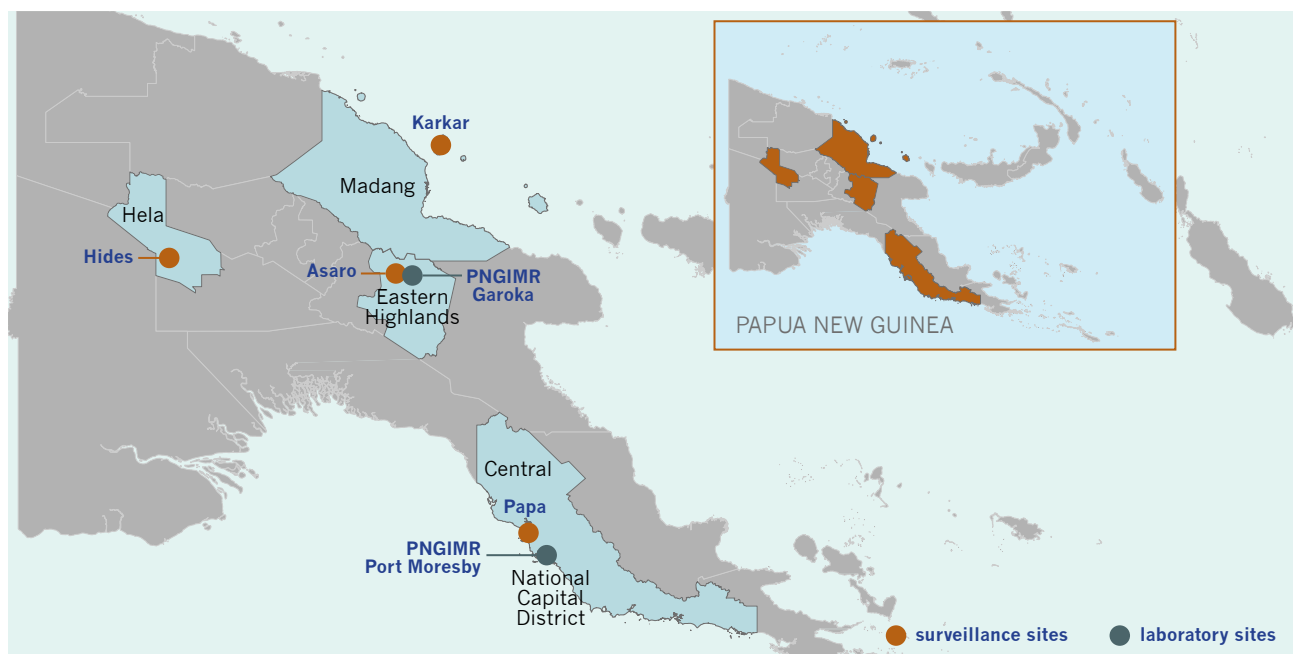 Karkar
Madang
Hela
Hides
Asaro
PNGIMR
Garoka
Eastern
Highlands
PAPUA NEW GUINEA
Central
Papa
PNGIMR
Port Moresby
National
Capital
District
surveillance sites
laboratory sites